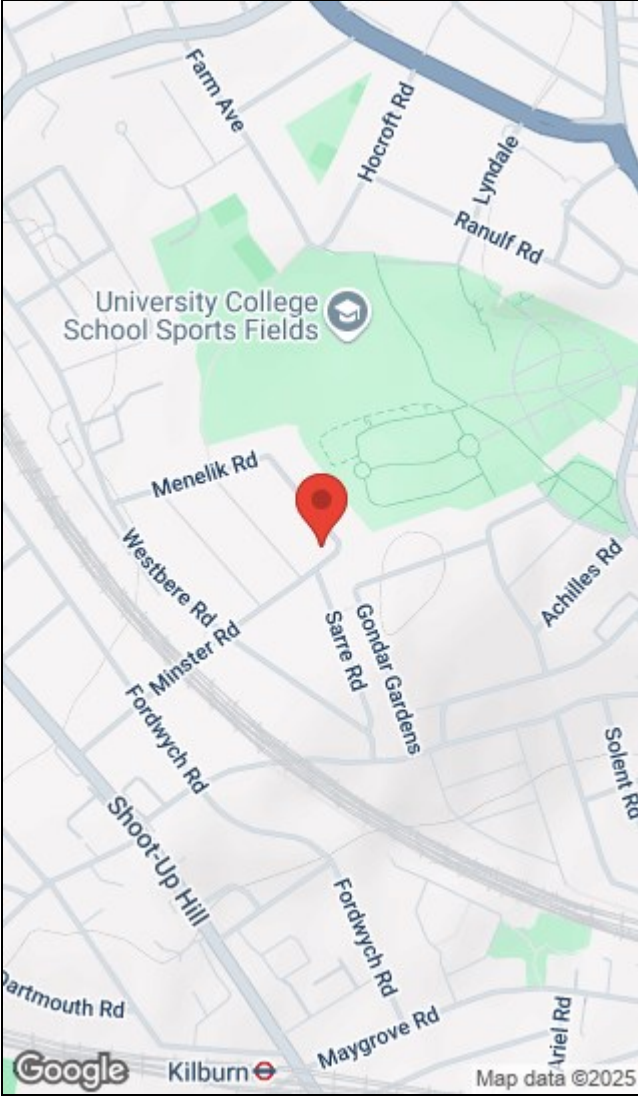 Farm Ave
Hocroft Rd
Lyndale
Ranulf Rd
University College
School Sports Fields
Menelik Rd
Westbere Rd
Achilles Rd
Minster Rd
Sarre Rd
Gondar Gardens
Fordwych Rd
Solent Rd
Shoot-Up Hill
Fordwych Rd
Dartmouth Rd
Maygrove Rd
Ariel Rd
Kilburn
Google
Map data ©2025